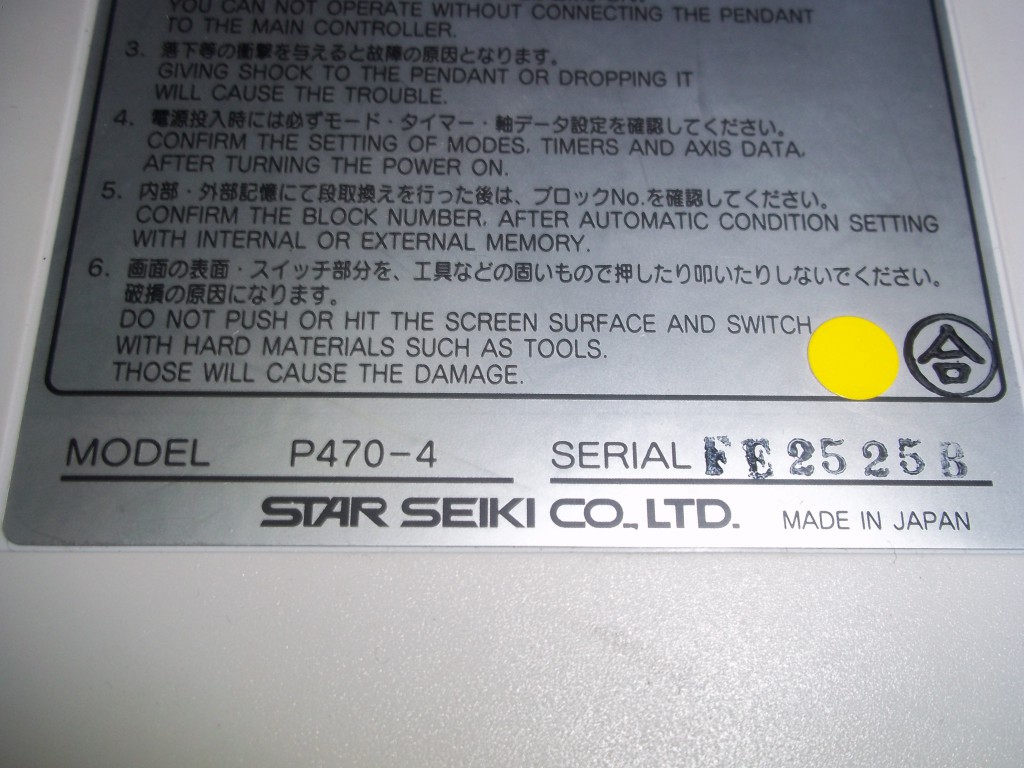 YOU CAN NOT OPERATE WITHOUT CONNECTING THE PENDANT
TO THE MAIN CONTROLLER.
3. 落下等の衝撃を与えると故障の原因となります。
GIVING SHOCK TO THE PENDANT OR DROPPING IT
WILL CAUSE THE TROUBLE.
4. 電源投入時には必ずモード・タイマー・軸データ設定を確認してください。
CONFIRM THE SETTING OF MODES, TIMERS AND AXIS DATA,
AFTER TURNING THE POWER ON.
5. 内部・外部記憶にて段取換えを行った後は、ブロックNo.を確認してください。
CONFIRM THE BLOCK NUMBER, AFTER AUTOMATIC CONDITION SETTING
WITH INTERNAL OR EXTERNAL MEMORY.
6. 画面の表面・スイッチ部分を、工具などの固いもので押したり叩いたりしないでください。
破損の原因になります。
DO NOT PUSH OR HIT THE SCREEN SURFACE AND SWITCH
WITH HARD MATERIALS SUCH AS TOOLS.
THOSE WILL CAUSE THE DAMAGE.
合
MODEL P470-4 SERIAL FE2525B
STAR SEIKI CO., LTD. MADE IN JAPAN